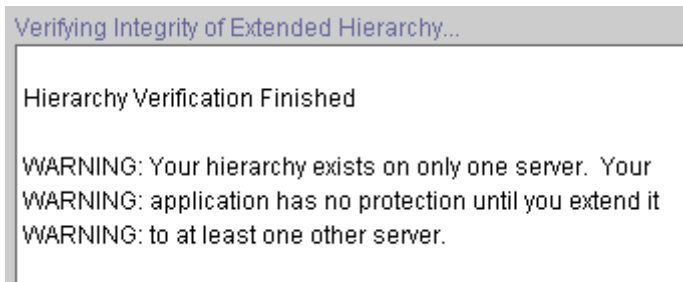 Verifying Integrity of Extended Hierarchy...
Hierarchy Verification Finished
WARNING: Your hierarchy exists on only one server.  Your
WARNING: application has no protection until you extend it
WARNING: to at least one other server.